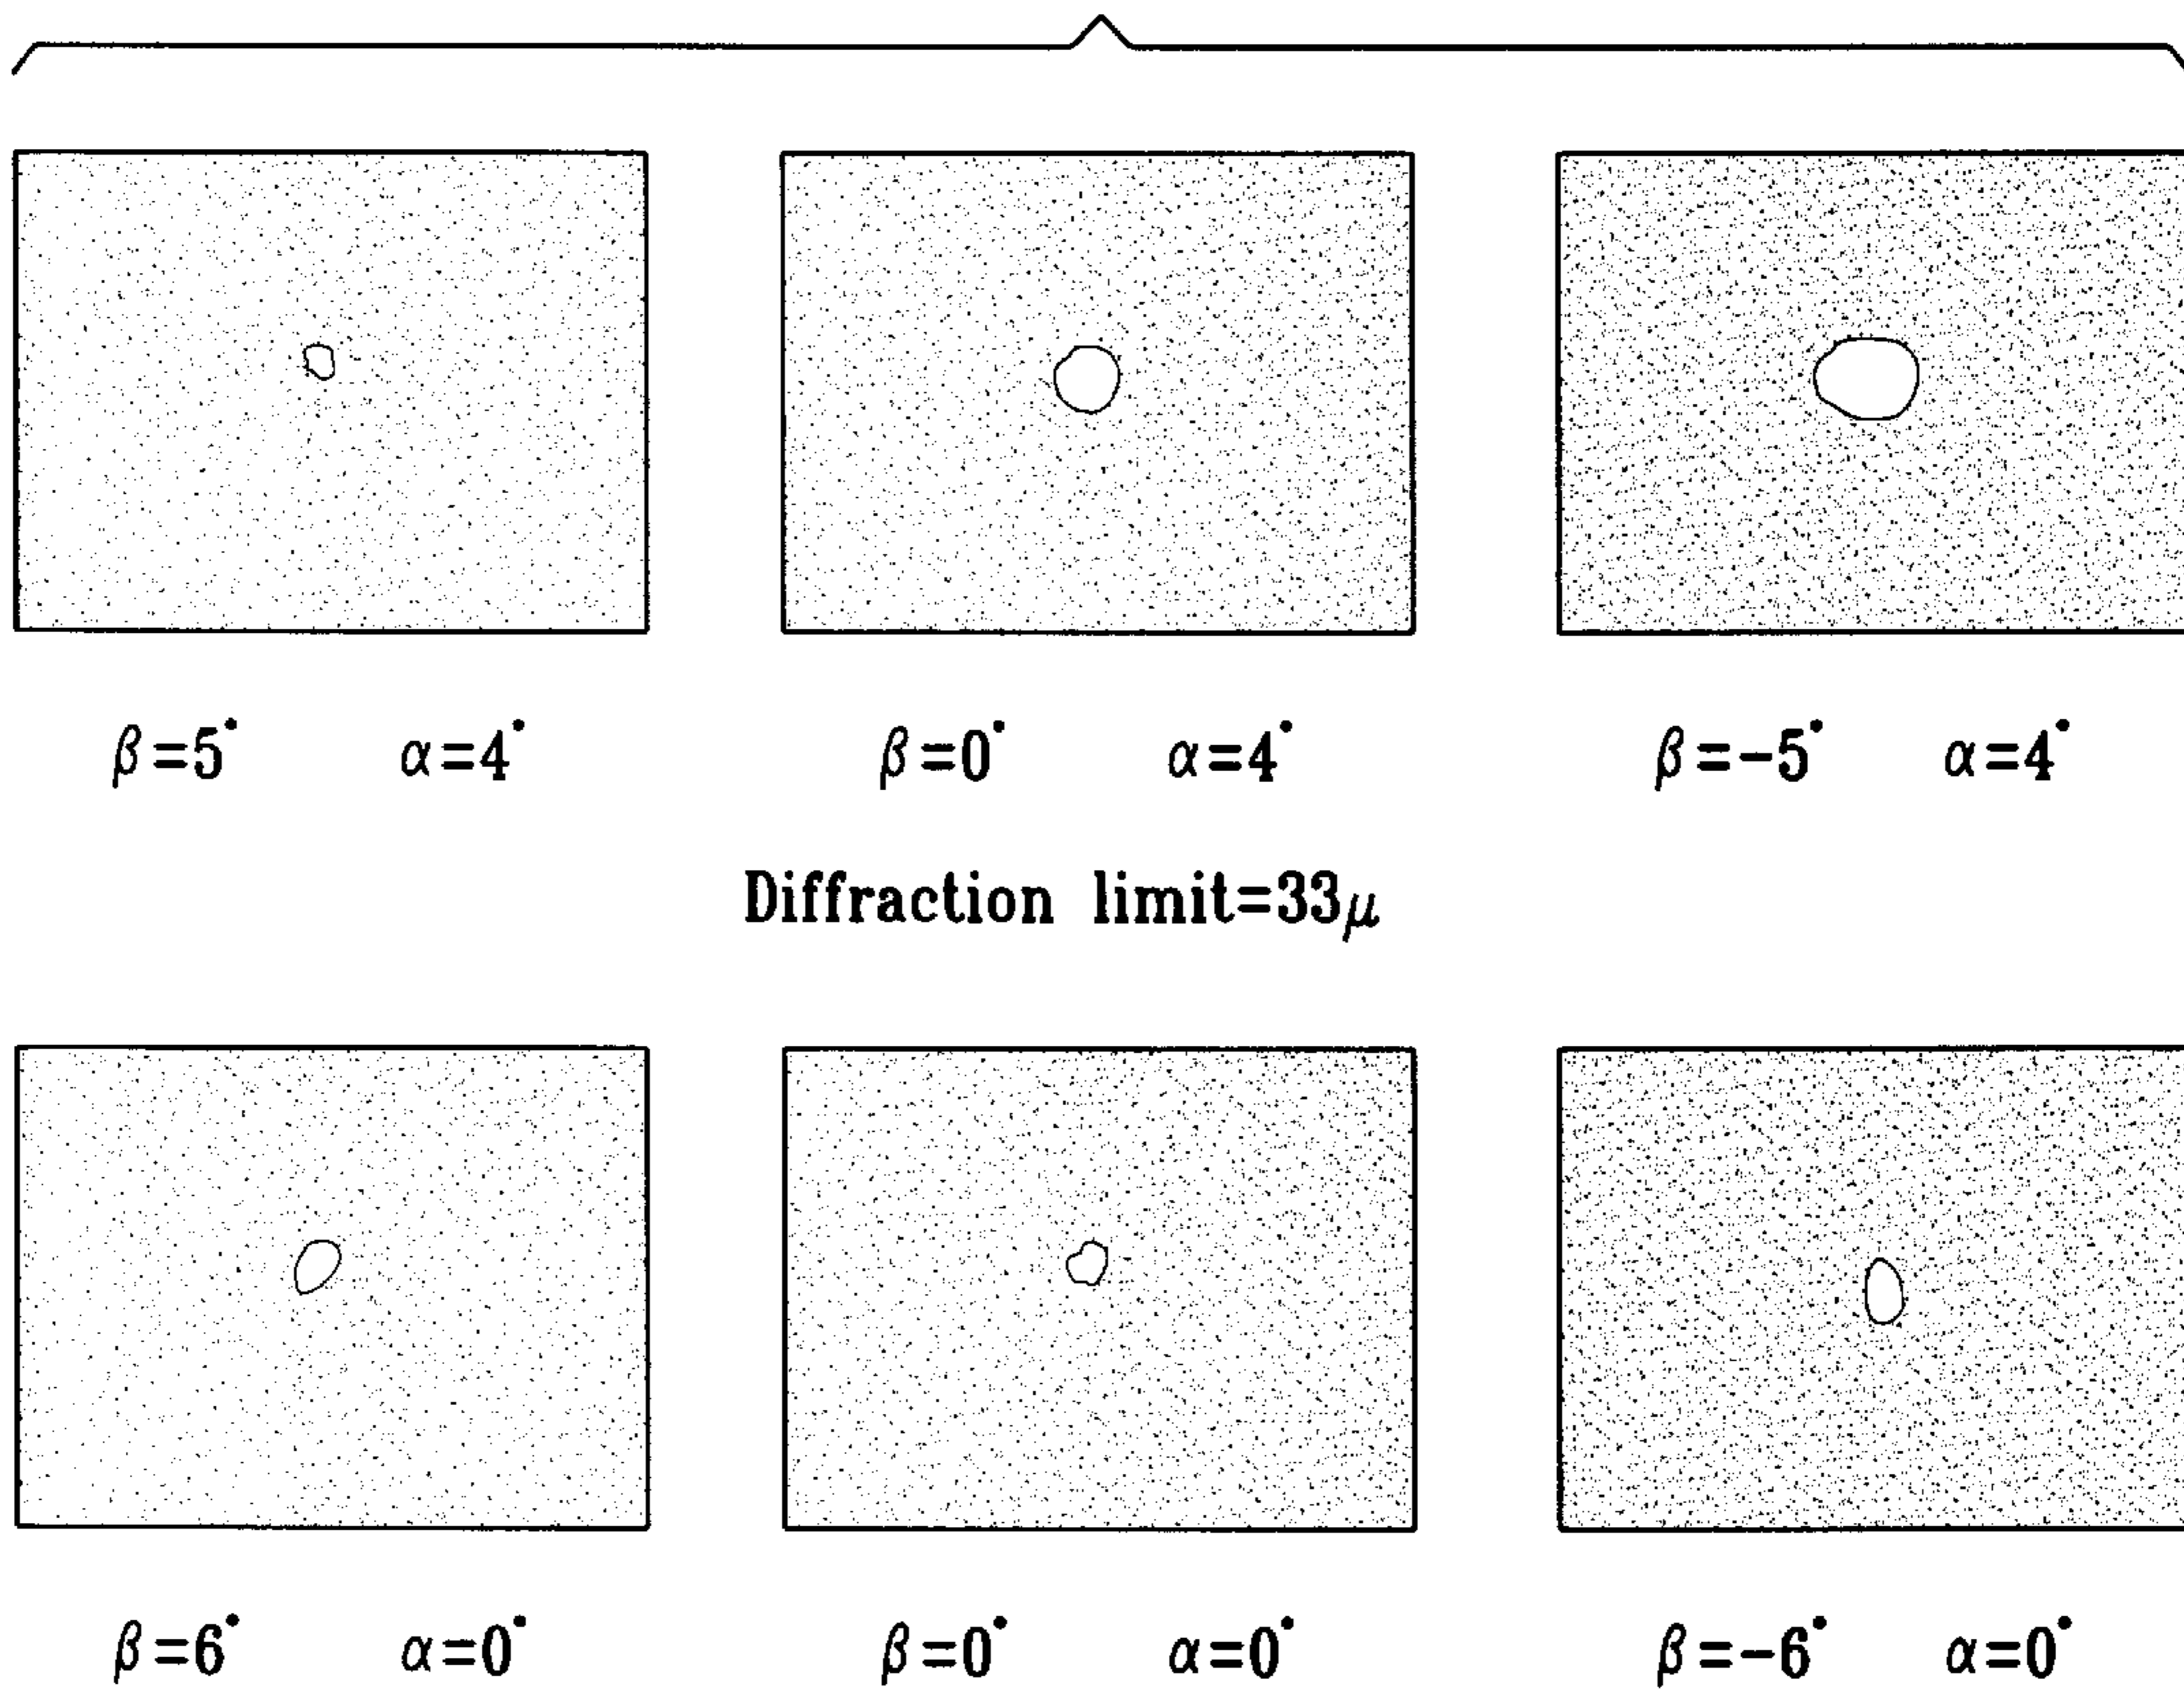 β=5° α=4° β=0° α=4° β=-5° α=4°
Diffraction limit=33μ
β=6° α=0° β=0° α=0° β=-6° α=0°